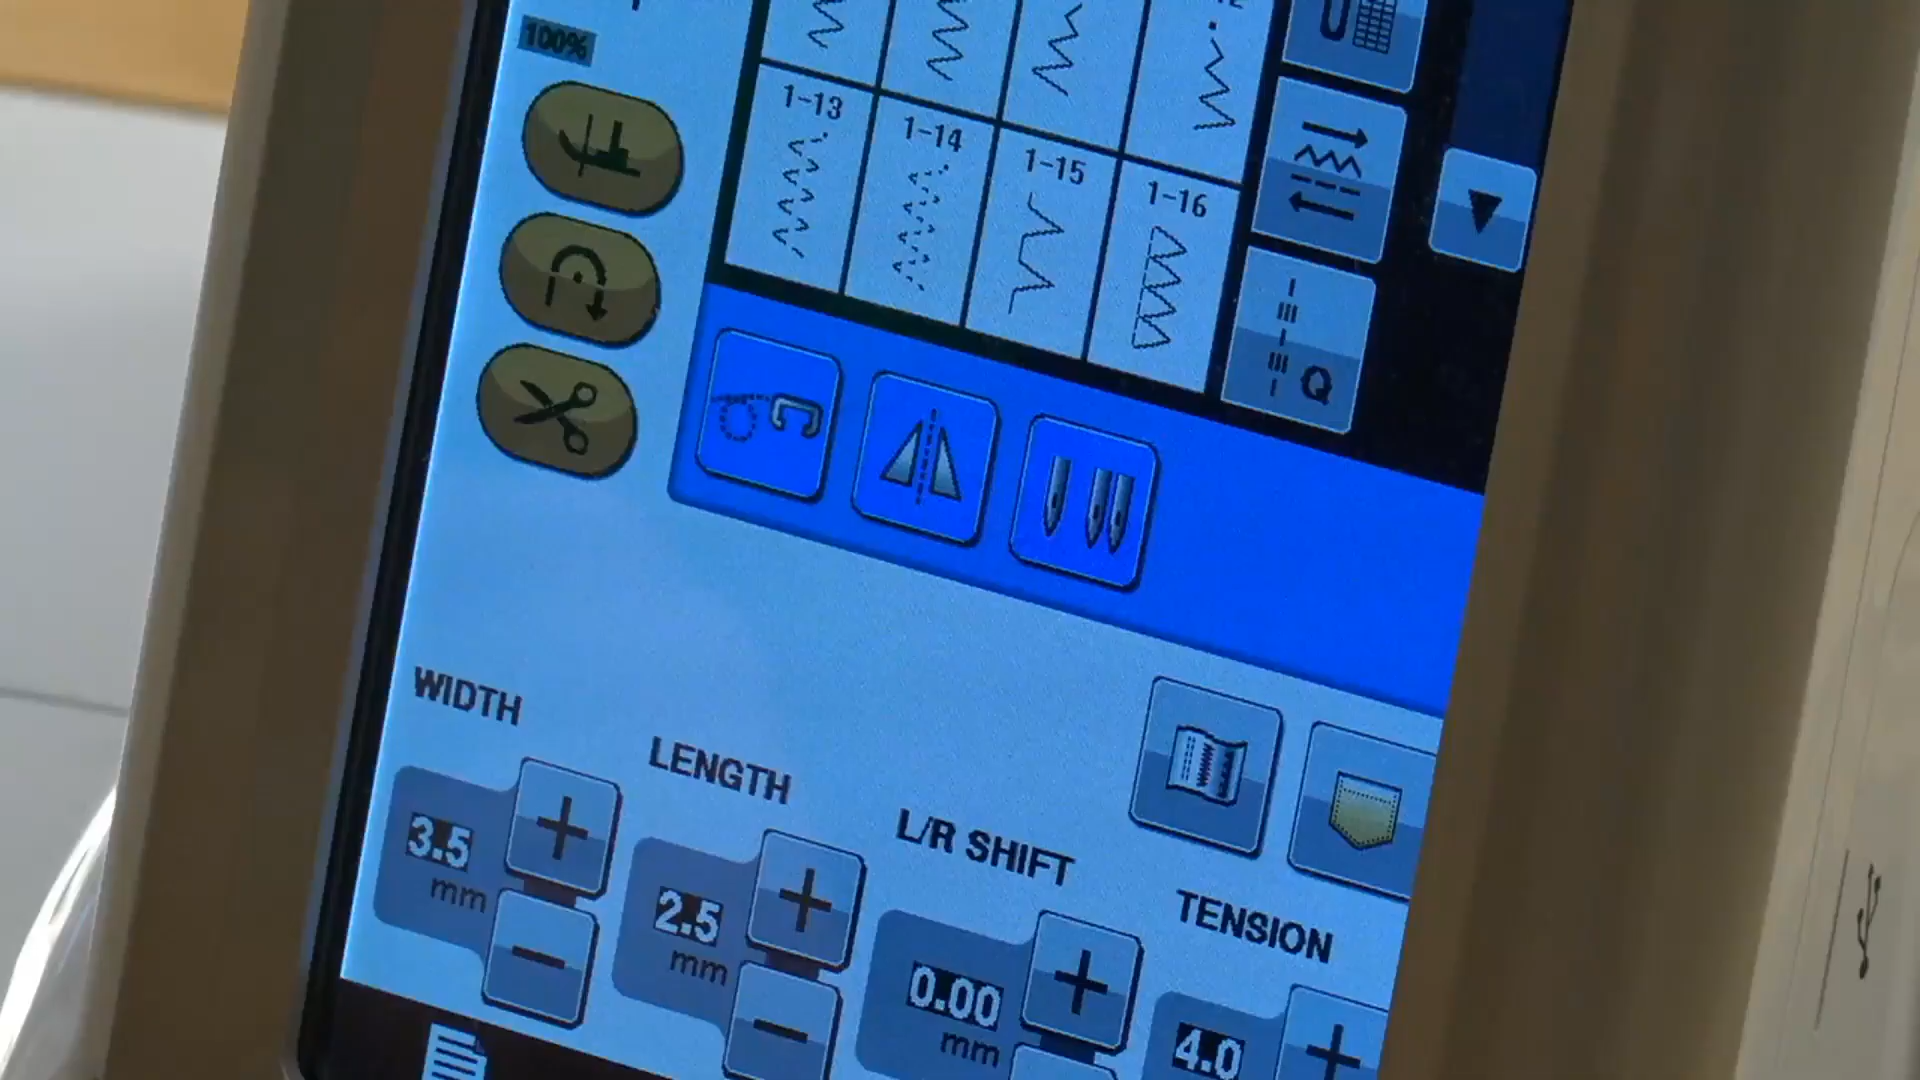 100%
1-13
1-14
1-15
1-16
Q
WIDTH
3.5
mm
LENGTH
2.5
mm
L/R SHIFT
0.00
mm
TENSION
4.0